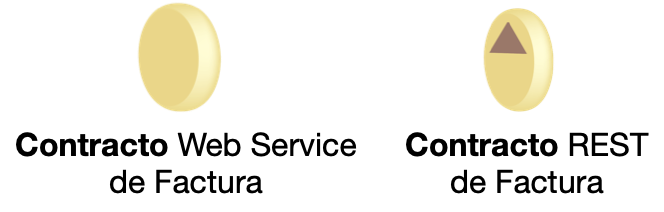 Contracto Web Service
de Factura
Contracto REST
de Factura